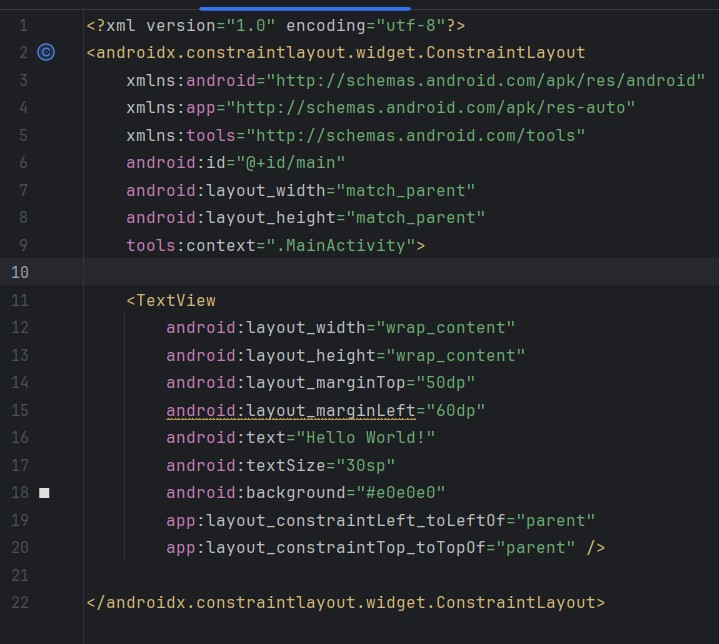 1 <?xml version="1.0" encoding="utf-8"?>
2 C <androidx.constraintlayout.widget.ConstraintLayout
3     xmlns:android="http://schemas.android.com/apk/res/android"
4     xmlns:app="http://schemas.android.com/apk/res-auto"
5     xmlns:tools="http://schemas.android.com/tools"
6     android:id="@+id/main"
7     android:layout_width="match_parent"
8     android:layout_height="match_parent"
9     tools:context=".MainActivity">
10
11     <TextView
12         android:layout_width="wrap_content"
13         android:layout_height="wrap_content"
14         android:layout_marginTop="50dp"
15         android:layout_marginLeft="60dp"
16         android:text="Hello World!"
17         android:textSize="30sp"
18         android:background="#e0e0e0"
19         app:layout_constraintLeft_toLeftOf="parent"
20         app:layout_constraintTop_toTopOf="parent" />
21
22 </androidx.constraintlayout.widget.ConstraintLayout>